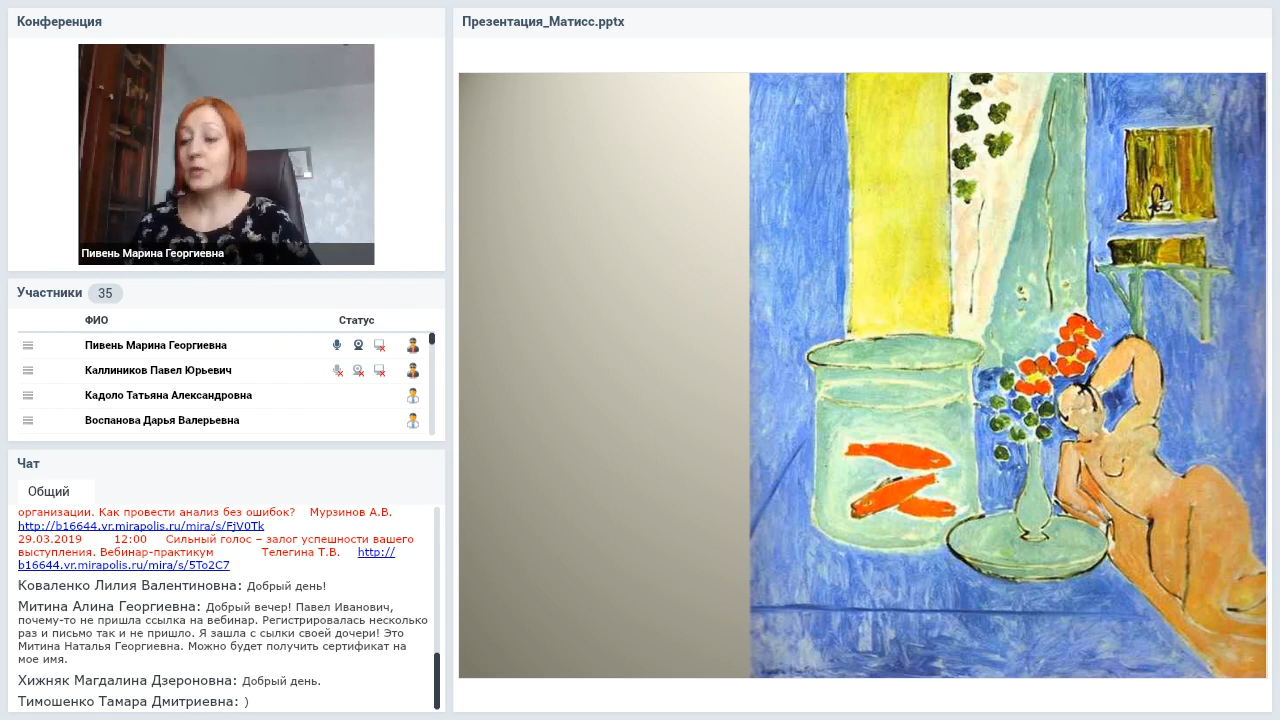 Конференция
Пивень Марина Георгиевна
Участники 35
ФИО Статус
Пивень Марина Георгиевна
Каллиников Павел Юрьевич
Кадоло Татьяна Александровна
Воспанова Дарья Валерьевна
Чат
Общий
организации. Как провести анализ без ошибок? Мурзинов А.В.
http://b16644.vr.mirapolis.ru/mira/s/FjV0Tk
29.03.2019 12:00 Сильный голос – залог успешности вашего
выступления. Вебинар-практикум Телегина Т.В. http://
b16644.vr.mirapolis.ru/mira/s/5To2C7
Коваленко Лилия Валентиновна: Добрый день!
Митина Алина Георгиевна: Добрый вечер! Павел Иванович,
почему-то не пришла ссылка на вебинар. Регистрировалась несколько
раз и письмо так и не пришло. Я зашла с сылки своей дочери! Это
Митина Наталья Георгиевна. Можно будет получить сертификат на
мое имя.
Хижняк Магдалина Дзероновна: Добрый день.
Тимошенко Тамара Дмитриевна: )
Презентация_Матисс.pptx